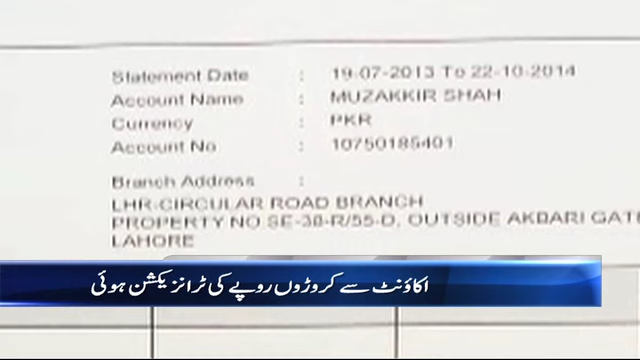 Statement Date : 19-07-2013 To 22-10-2014
Account Name : MUZAKKIR SHAH
Currency : PKR
Account No : 10750185401
Branch Address :
LHR-CIRCULAR ROAD BRANCH
PROPERTY NO SE-38-R/55-D, OUTSIDE AKBARI GATE
LAHORE
اکاؤنٹ سے کروڑوں روپے کی ٹرانزیکشن ہوئی